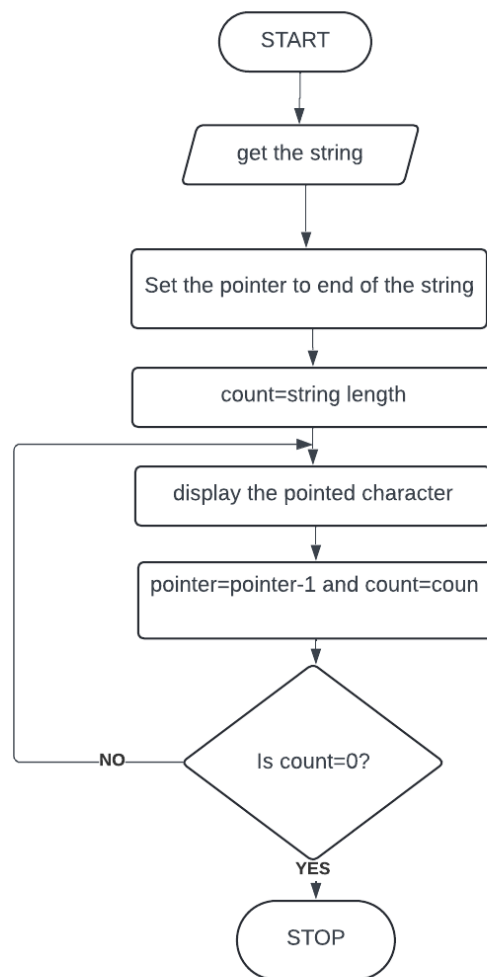 START
get the string
Set the pointer to end of the string
count=string length
display the pointed character
pointer=pointer-1 and count=coun
Is count=0?
NO
YES
STOP